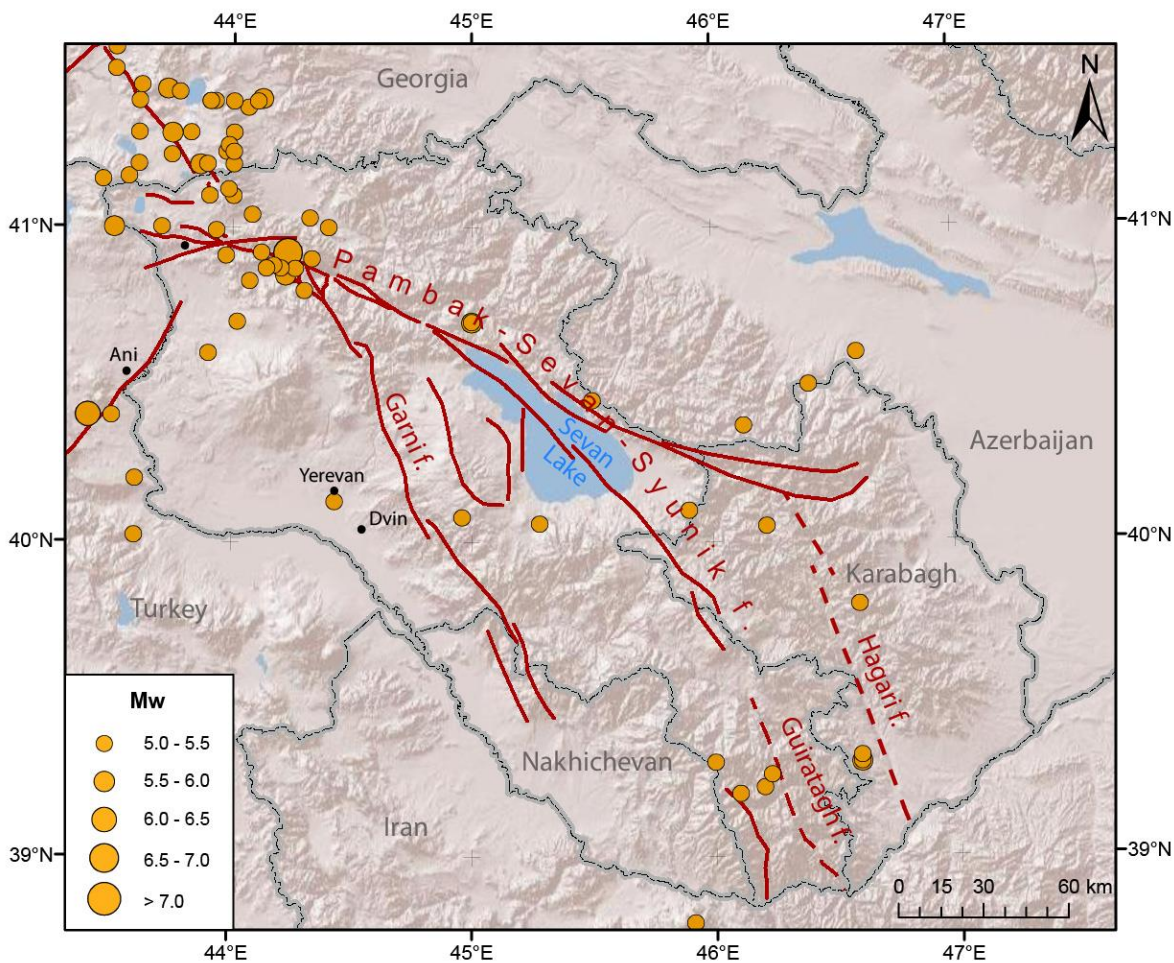 44°E 45°E 46°E 47°E
N
Georgia
41°N 41°N
Pambak-Sevan-Syunik f.
Ani
Garni f.
Sevan
Lake
Azerbaijan
Yerevan
Dvin
40°N 40°N
Karabagh
Turkey
Hagari f.
Mw
5.0 - 5.5
5.5 - 6.0
6.0 - 6.5
6.5 - 7.0
> 7.0
Guiratagh f.
Nakhichevan
Iran
39°N 39°N
0 15 30 60 km
44°E 45°E 46°E 47°E